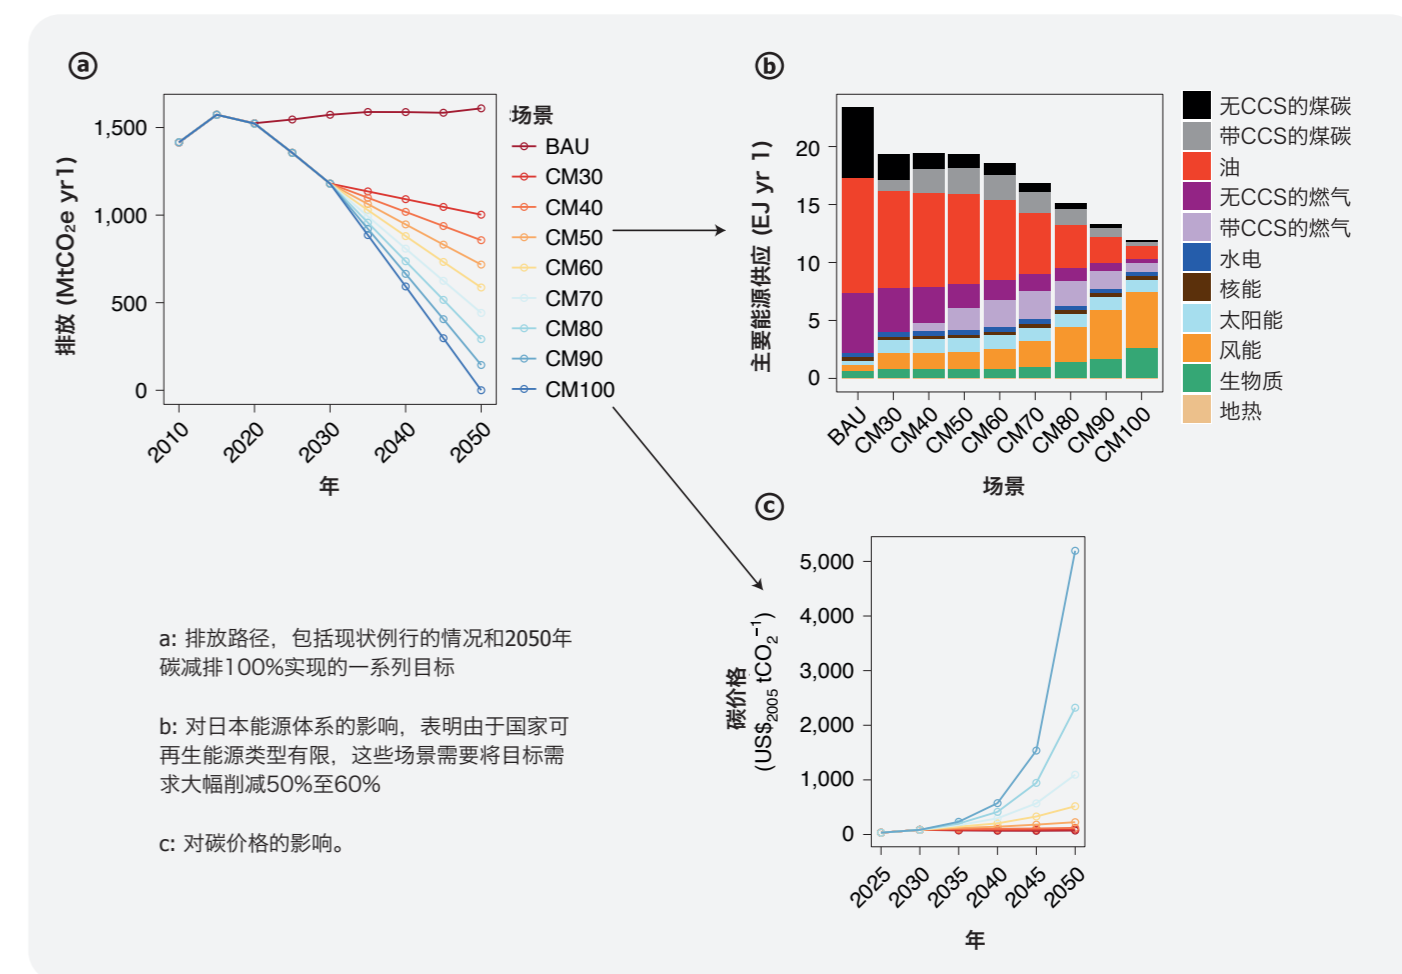 a
排放 (MtCO₂e yr1)
1,500
1,000
500
0
2010
2020
2030
2040
2050
年
场景
BAU
CM30
CM40
CM50
CM60
CM70
CM80
CM90
CM100
b
主要能源供应 (EJ yr 1)
20
15
10
5
0
BAU
CM30
CM40
CM50
CM60
CM70
CM80
CM90
CM100
场景
无CCS的煤碳
带CCS的煤碳
油
无CCS的燃气
带CCS的燃气
水电
核能
太阳能
风能
生物质
地热
c
碳价格
(US$₂₀₀₅ tCO₂⁻¹)
5,000
4,000
3,000
2,000
1,000
0
2025
2030
2035
2040
2045
2050
年
a: 排放路径，包括现状例行的情况和2050年
碳减排100%实现的一系列目标
b: 对日本能源体系的影响，表明由于国家可
再生能源类型有限，这些场景需要将目标需
求大幅削减50%至60%
c: 对碳价格的影响。